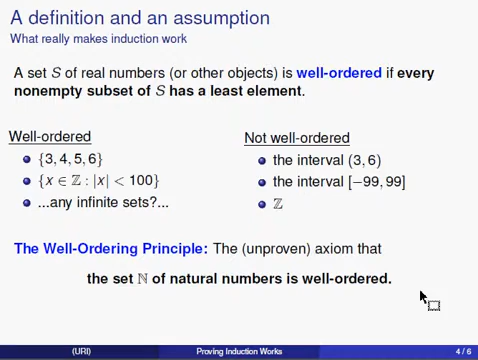 A definition and an assumption
What really makes induction work
A set S of real numbers (or other objects) is well-ordered if every
nonempty subset of S has a least element.
Well-ordered
{3, 4, 5, 6}
{x ∈ ℤ : |x| < 100}
...any infinite sets?...
Not well-ordered
the interval (3, 6)
the interval [−99, 99]
ℤ
The Well-Ordering Principle: The (unproven) axiom that
the set ℕ of natural numbers is well-ordered.
(URI) Proving Induction Works 4 / 6